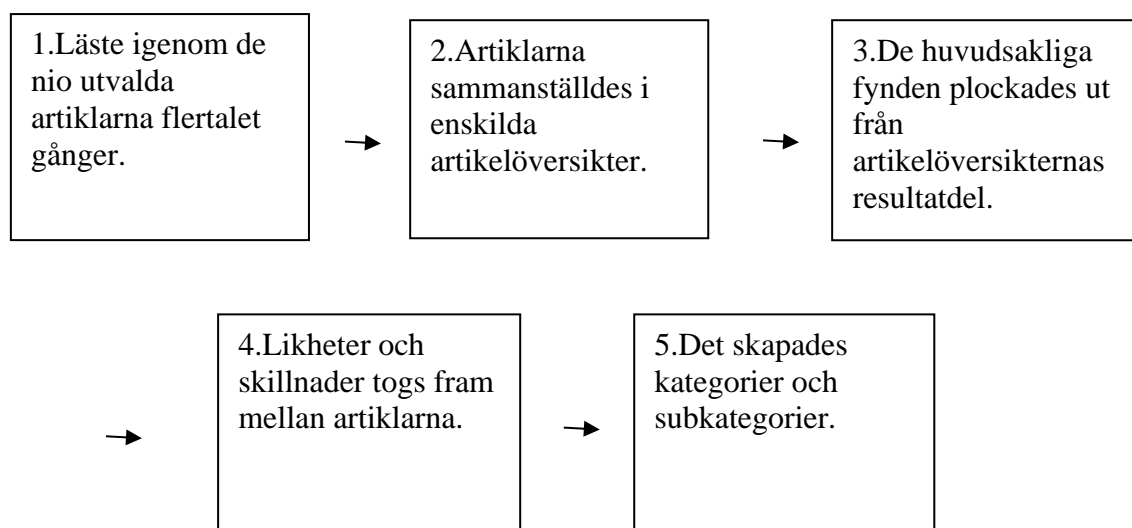 1.Läste igenom de
nio utvalda
artiklarna flertalet
gånger.
2.Artiklarna
sammanställdes i
enskilda
artikelöversikter.
3.De huvudsakliga
fynden plockades ut
från
artikelöversikternas
resultatdel.
4.Likheter och
skillnader togs fram
mellan artiklarna.
5.Det skapades
kategorier och
subkategorier.